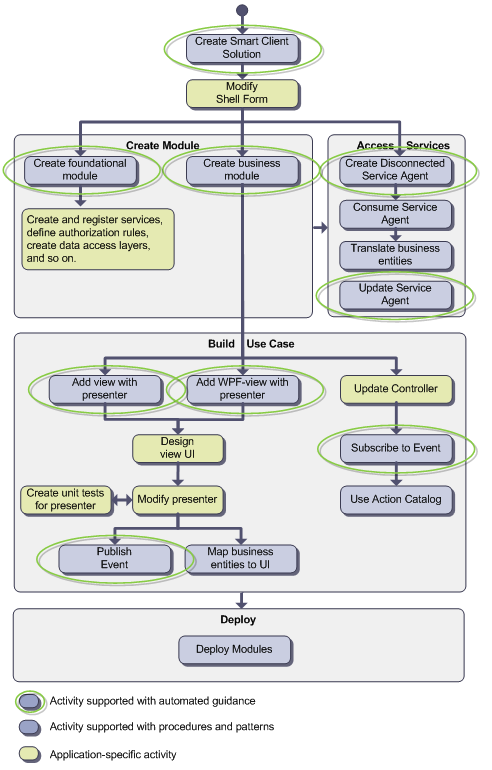 Create Smart Client
Solution
Modify
Shell Form
Create Module
Access Services
Create foundational
module
Create business
module
Create Disconnected
Service Agent
Create and register services,
define authorization rules,
create data access layers,
and so on.
Consume Service
Agent
Translate business
entities
Update Service
Agent
Build Use Case
Add view with
presenter
Add WPF-view with
presenter
Update Controller
Design
view UI
Subscribe to Event
Create unit tests
for presenter
Modify presenter
Use Action Catalog
Publish
Event
Map business
entities to UI
Deploy
Deploy Modules
Activity supported with automated guidance
Activity supported with procedures and patterns
Application-specific activity